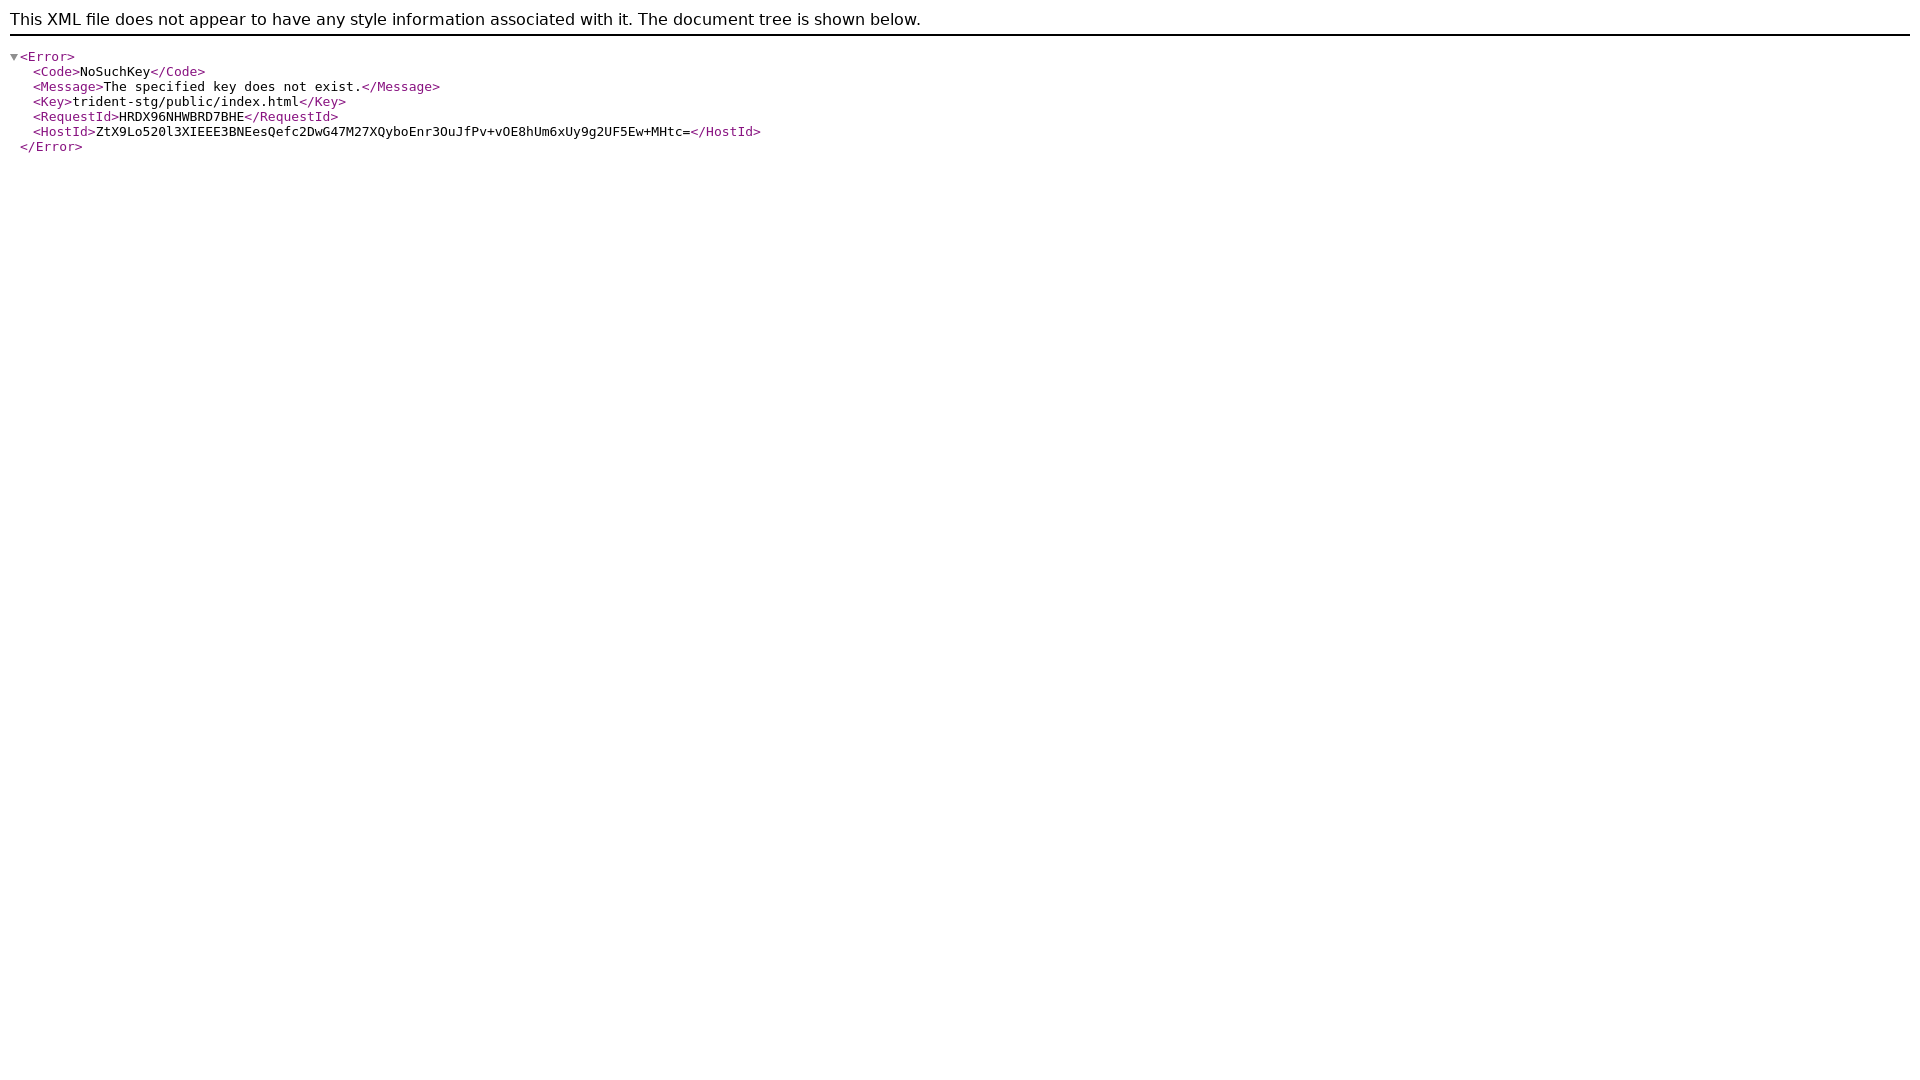 This XML file does not appear to have any style information associated with it. The document tree is shown below.
<Error>
<Code>NoSuchKey</Code>
<Message>The specified key does not exist.</Message>
<Key>trident-stg/public/index.html</Key>
<RequestId>HRDX96NHWBRD7BHE</RequestId>
<HostId>ZtX9Lo520l3XIEEE3BNEesQefc2DwG47M27XQyboEnr3OuJfPv+vOE8hUm6xUy9g2UF5Ew+MHtc=</HostId>
</Error>